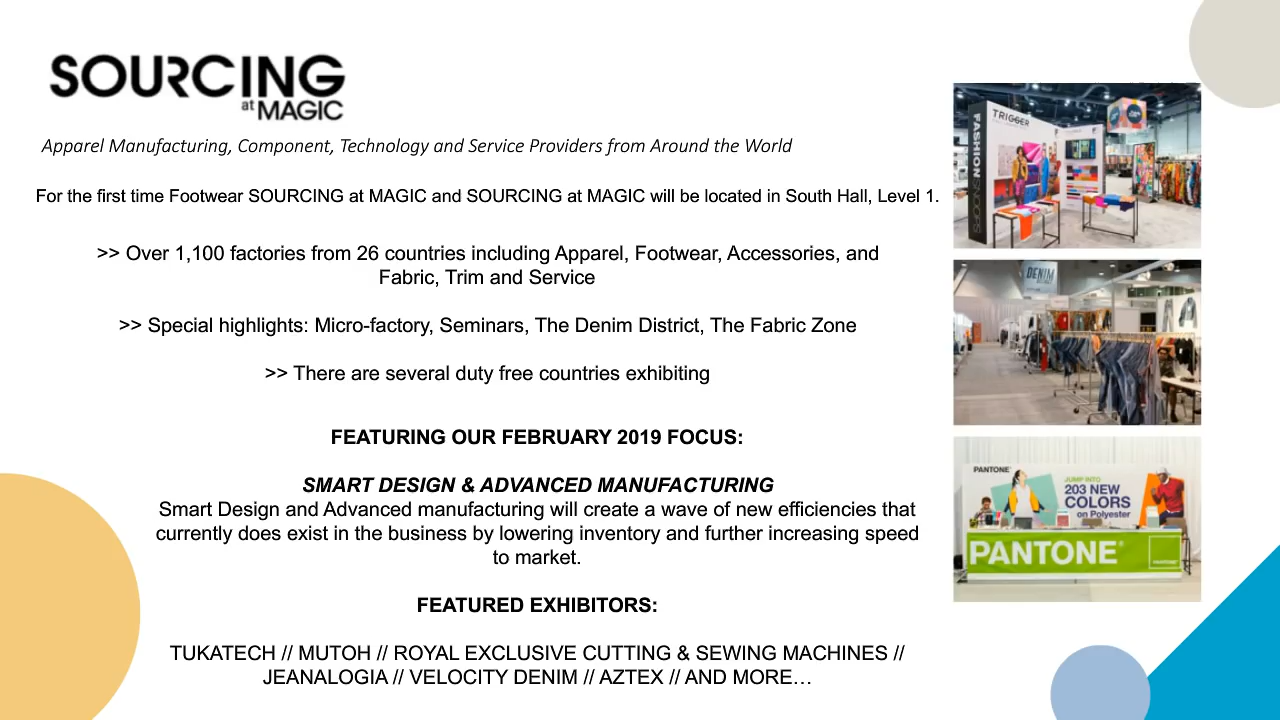 SOURCING
at MAGIC
Apparel Manufacturing, Component, Technology and Service Providers from Around the World
For the first time Footwear SOURCING at MAGIC and SOURCING at MAGIC will be located in South Hall, Level 1.
>> Over 1,100 factories from 26 countries including Apparel, Footwear, Accessories, and
Fabric, Trim and Service
>> Special highlights: Micro-factory, Seminars, The Denim District, The Fabric Zone
>> There are several duty free countries exhibiting
FEATURING OUR FEBRUARY 2019 FOCUS:
SMART DESIGN & ADVANCED MANUFACTURING
Smart Design and Advanced manufacturing will create a wave of new efficiencies that
currently does exist in the business by lowering inventory and further increasing speed
to market.
FEATURED EXHIBITORS:
TUKATECH // MUTOH // ROYAL EXCLUSIVE CUTTING & SEWING MACHINES //
JEANALOGIA // VELOCITY DENIM // AZTEX // AND MORE…
TRIGGER
FASHION SNOOPS
DENIM
PANTONE
JUMP INTO
203 NEW
COLORS
on Polyester
PANTONE